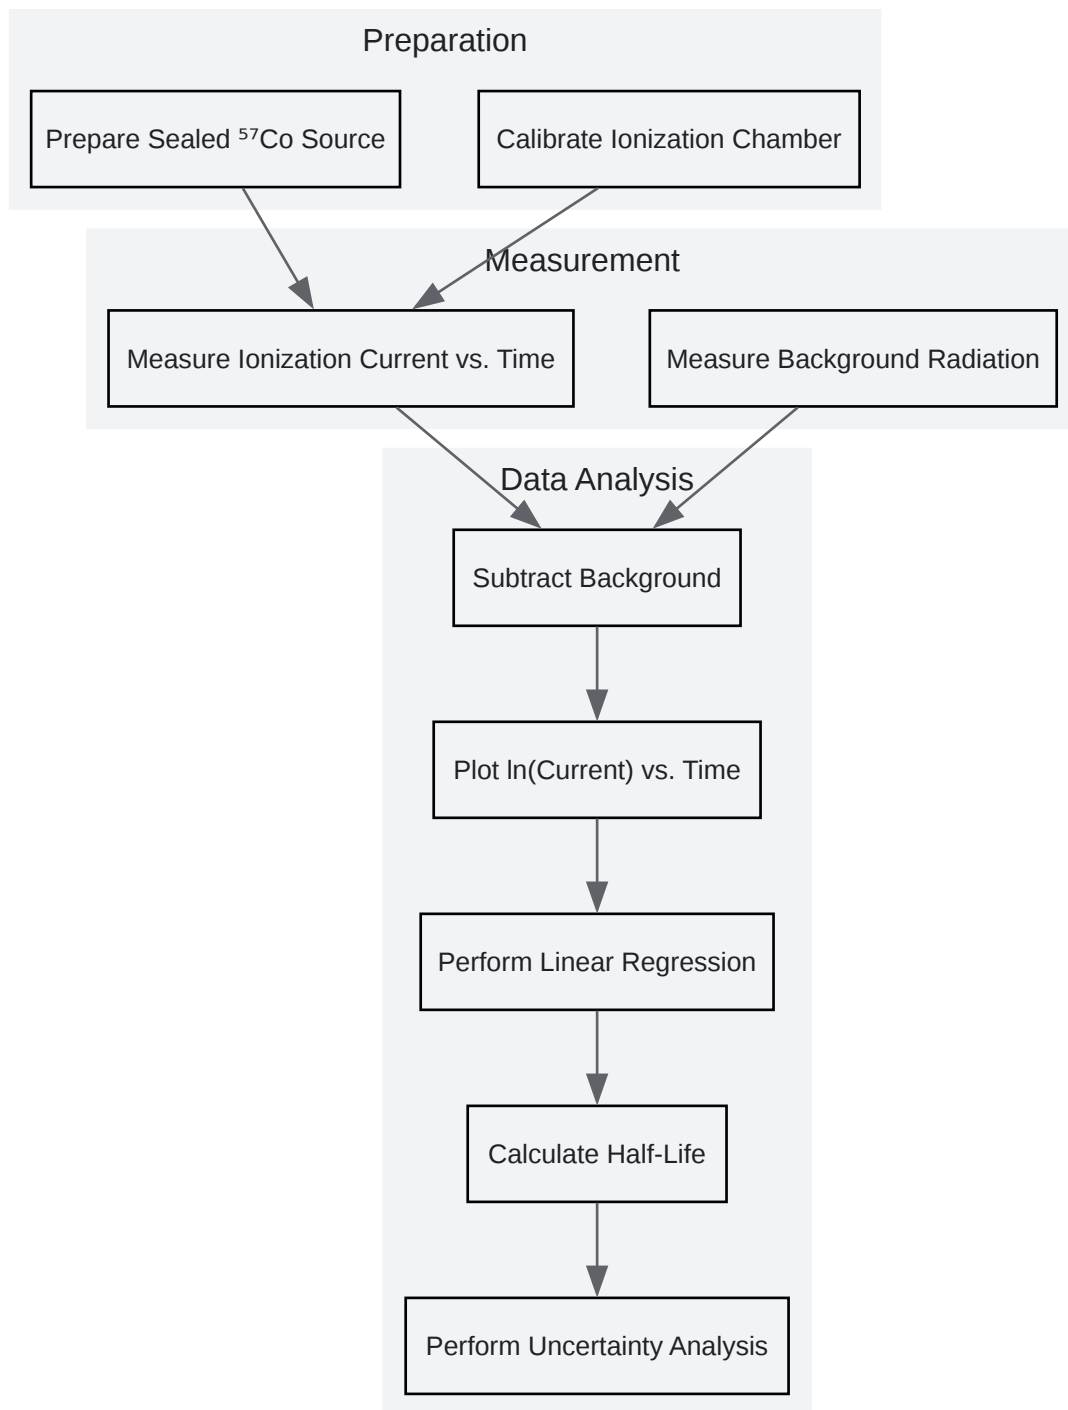 Preparation
Prepare Sealed ⁵⁷Co Source
Calibrate Ionization Chamber
Measurement
Measure Ionization Current vs. Time
Measure Background Radiation
Data Analysis
Subtract Background
Plot ln(Current) vs. Time
Perform Linear Regression
Calculate Half-Life
Perform Uncertainty Analysis